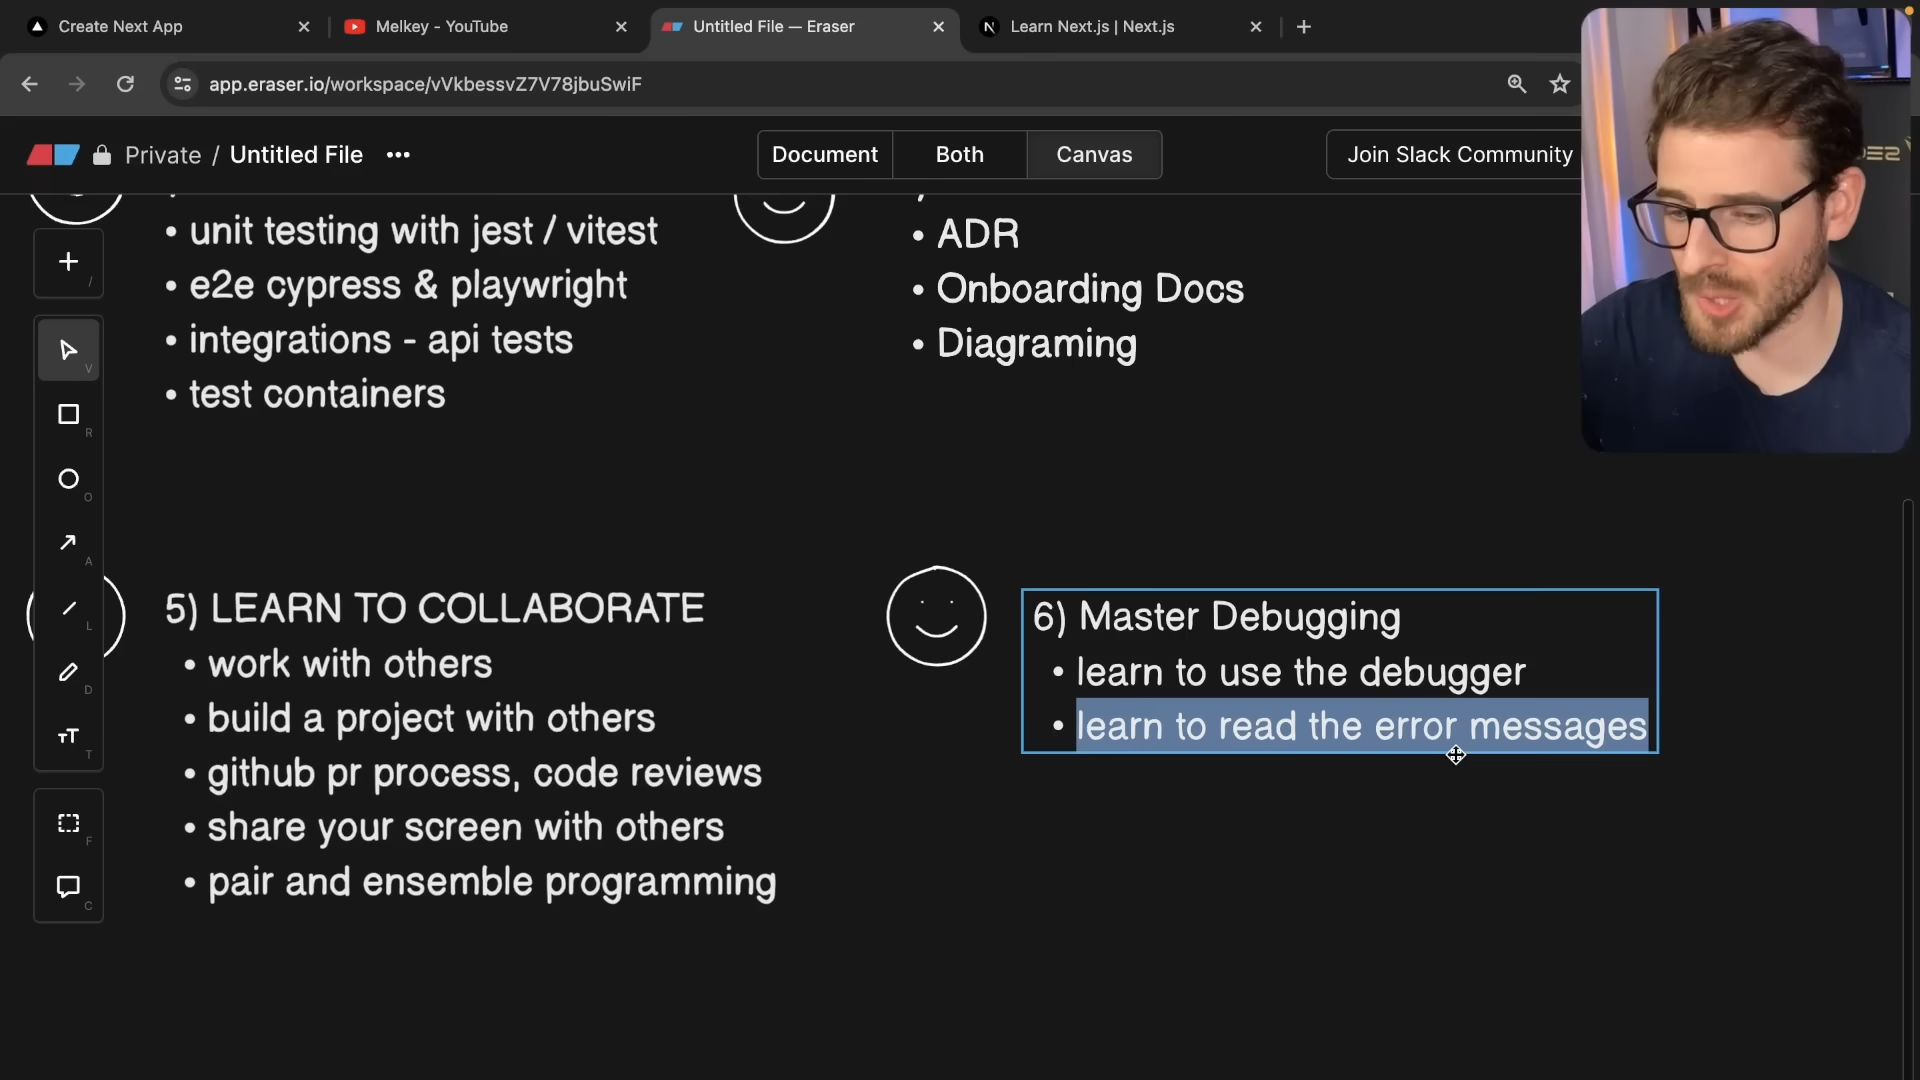 Create Next App
Melkey - YouTube
Untitled File — Eraser
Learn Next.js | Next.js
app.eraser.io/workspace/vVkbessvZ7V78jbuSwiF
Private / Untitled File
Document
Both
Canvas
Join Slack Community
• unit testing with jest / vitest
• e2e cypress & playwright
• integrations - api tests
• test containers
• ADR
• Onboarding Docs
• Diagraming
/
V
R
O
A
L
D
T
F
C
5) LEARN TO COLLABORATE
• work with others
• build a project with others
• github pr process, code reviews
• share your screen with others
• pair and ensemble programming
6) Master Debugging
• learn to use the debugger
• learn to read the error messages